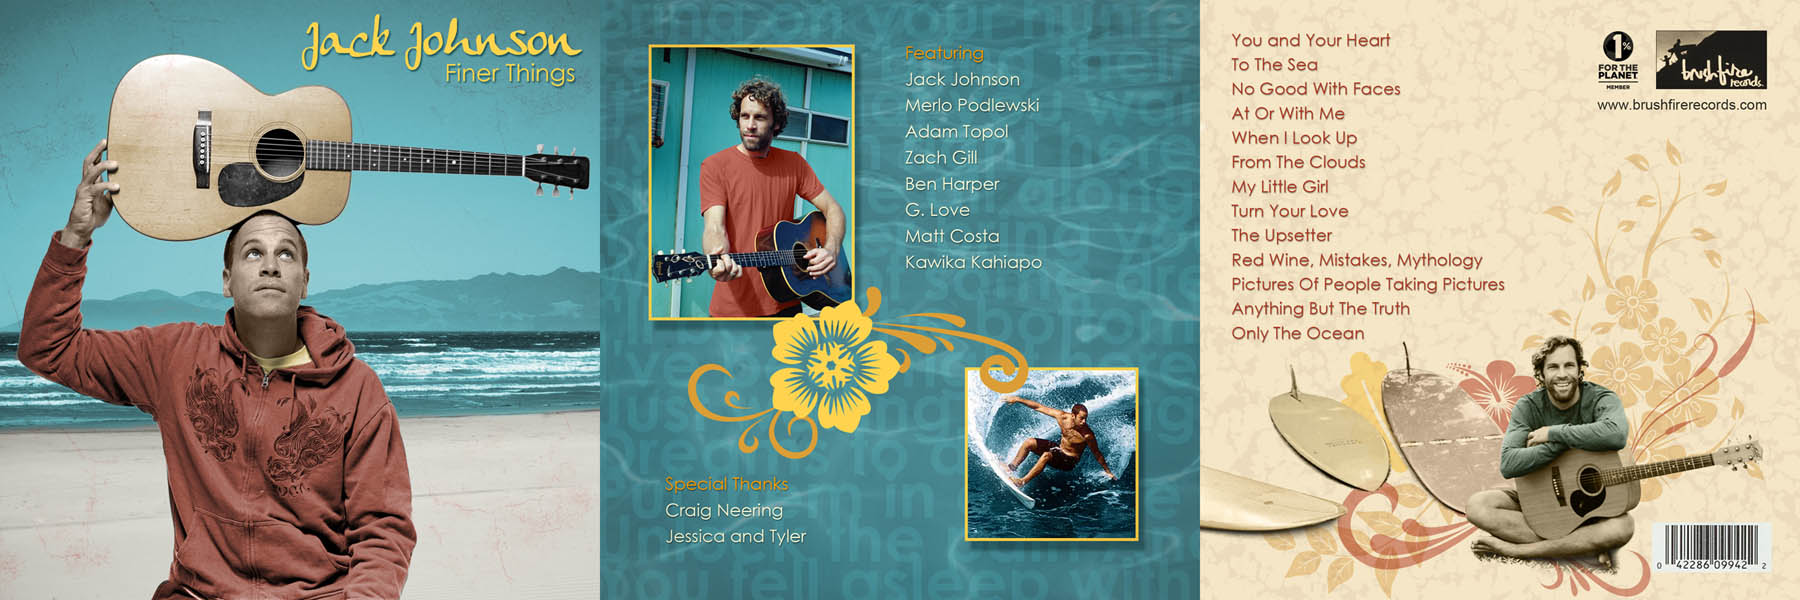 Jack Johnson
Finer Things
Featuring
Jack Johnson
Merlo Podlewski
Adam Topol
Zach Gill
Ben Harper
G. Love
Matt Costa
Kawika Kahiapo
Special Thanks
Craig Neering
Jessica and Tyler
You and Your Heart
To The Sea
No Good With Faces
At Or With Me
When I Look Up
From The Clouds
My Little Girl
Turn Your Love
The Upsetter
Red Wine, Mistakes, Mythology
Pictures Of People Taking Pictures
Anything But The Truth
Only The Ocean
1%
FOR THE
PLANET
MEMBER
brushfire
records
www.brushfirerecords.com
0 42286 09942 2